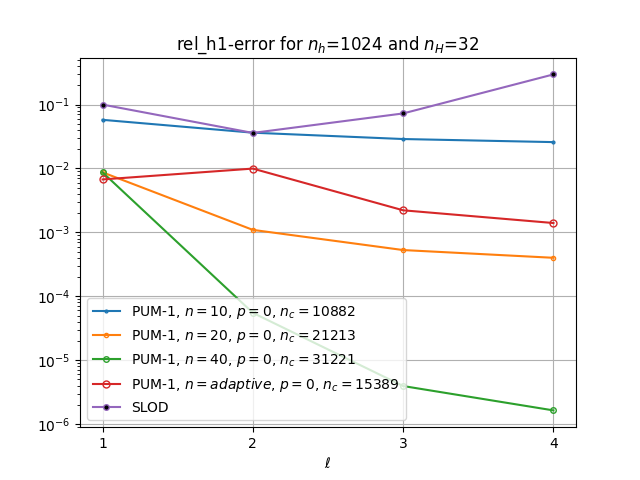 rel_h1-error for $n_h$=1024 and $n_H$=32
10⁻¹
10⁻²
10⁻³
10⁻⁴
10⁻⁵
10⁻⁶
PUM-1, $n = 10$, $p = 0$, $n_c = 10882$
PUM-1, $n = 20$, $p = 0$, $n_c = 21213$
PUM-1, $n = 40$, $p = 0$, $n_c = 31221$
PUM-1, $n = adaptive$, $p = 0$, $n_c = 15389$
SLOD
1 2 3 4
ℓ